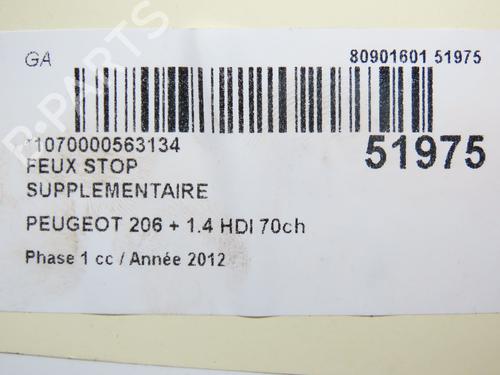 GA
80901601 51975
*1070000563134
51975
FEUX STOP
SUPPLEMENTAIRE
PEUGEOT 206 + 1.4 HDI 70ch
Phase 1 cc / Année 2012
B-PARTS